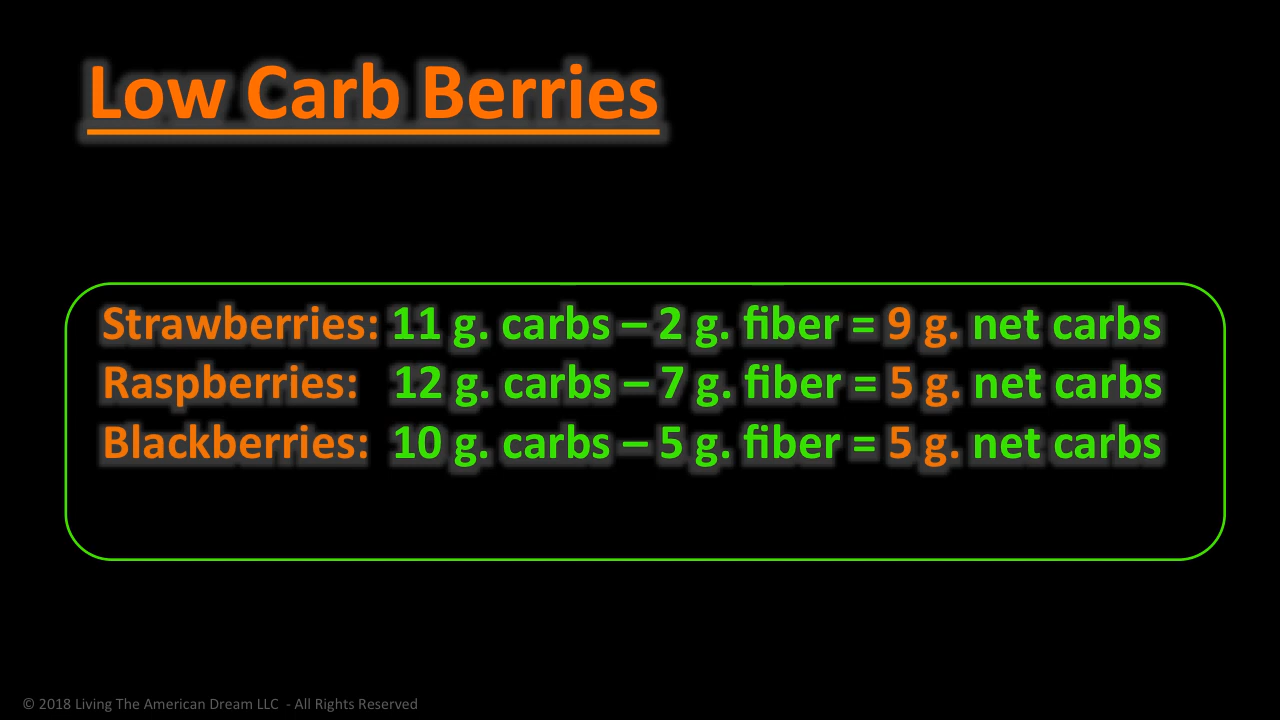 Low Carb Berries
Strawberries: 11 g. carbs – 2 g. fiber = 9 g. net carbs
Raspberries: 12 g. carbs – 7 g. fiber = 5 g. net carbs
Blackberries: 10 g. carbs – 5 g. fiber = 5 g. net carbs
© 2018 Living The American Dream LLC - All Rights Reserved